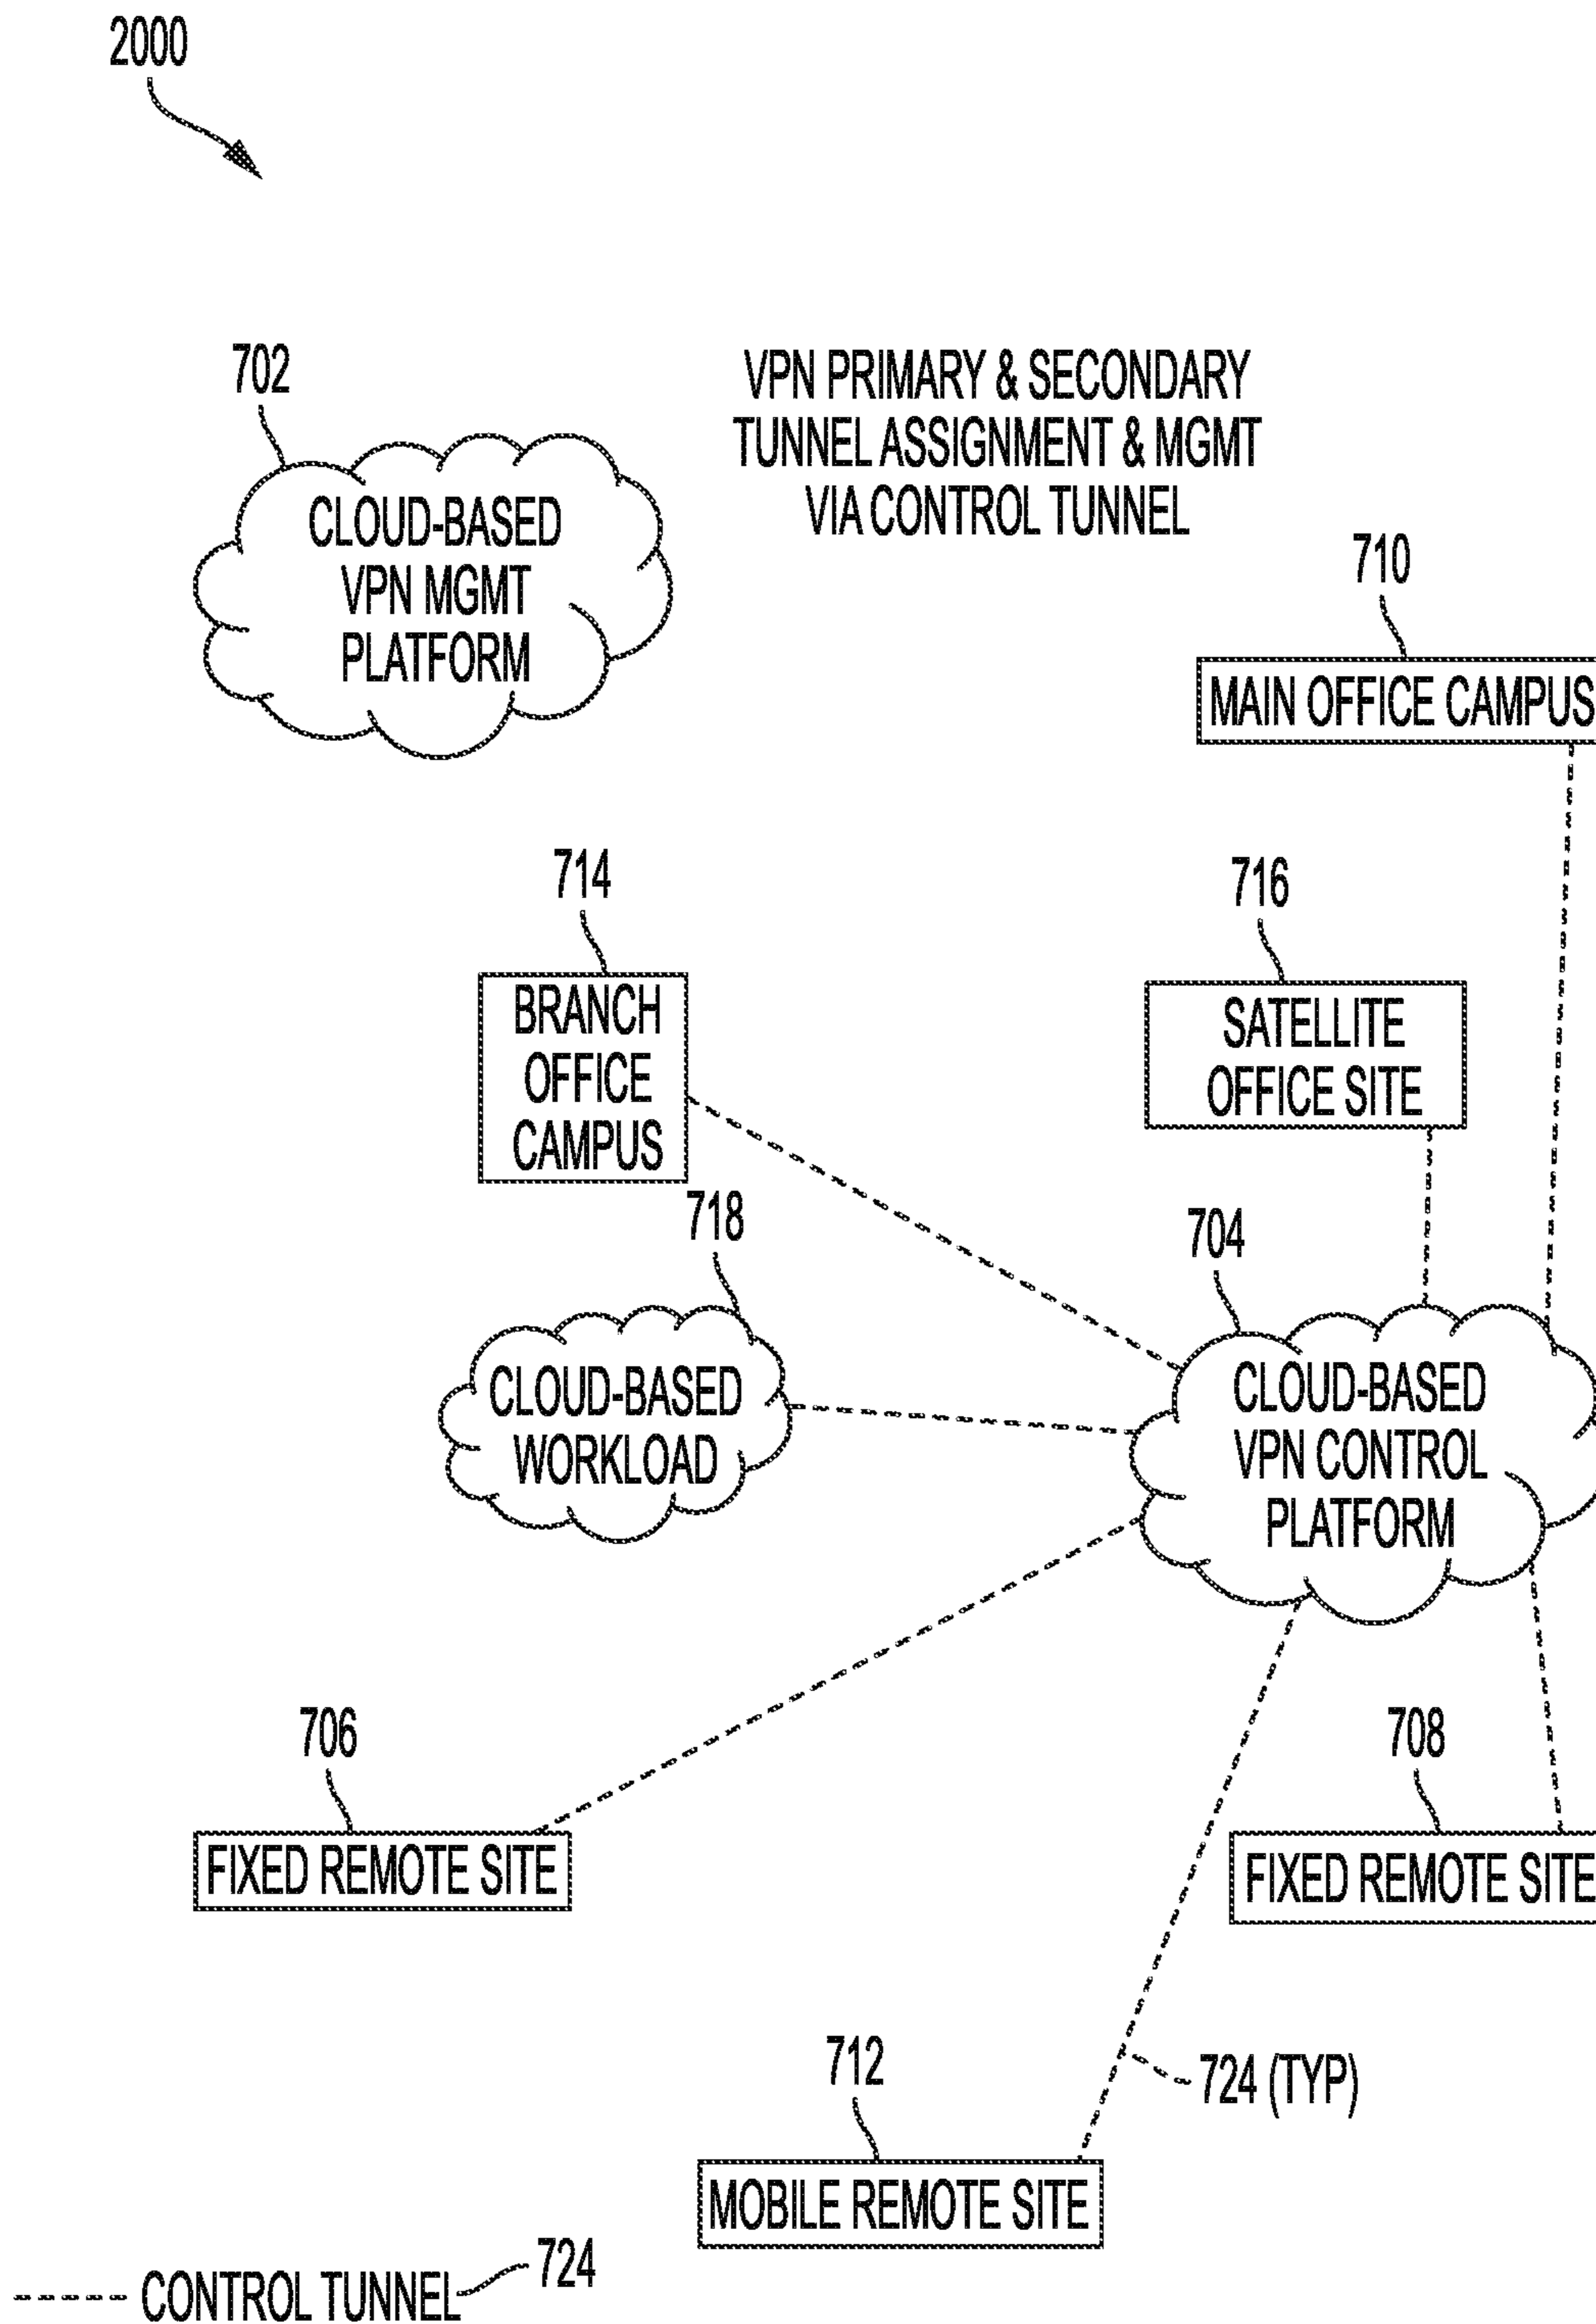 2000
702
VPN PRIMARY & SECONDARY
TUNNEL ASSIGNMENT & MGMT
VIA CONTROL TUNNEL
CLOUD-BASED
VPN MGMT
PLATFORM
710
MAIN OFFICE CAMPUS
714
716
BRANCH
OFFICE
CAMPUS
SATELLITE
OFFICE SITE
718
704
CLOUD-BASED
WORKLOAD
CLOUD-BASED
VPN CONTROL
PLATFORM
706
708
FIXED REMOTE SITE
FIXED REMOTE SITE
712
724 (TYP)
MOBILE REMOTE SITE
CONTROL TUNNEL 724